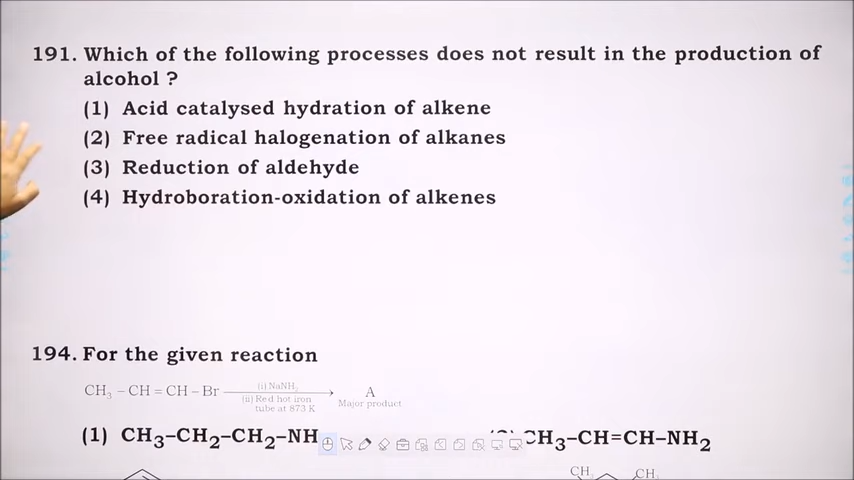 191. Which of the following processes does not result in the production of
alcohol ?
(1) Acid catalysed hydration of alkene
(2) Free radical halogenation of alkanes
(3) Reduction of aldehyde
(4) Hydroboration-oxidation of alkenes
194. For the given reaction
CH₃ – CH = CH – Br (i) NaNH₂ (ii) Red hot iron tube at 873 K A Major product
(1) CH₃–CH₂–CH₂–NH CH₃–CH=CH–NH₂
CH₃ CH₃